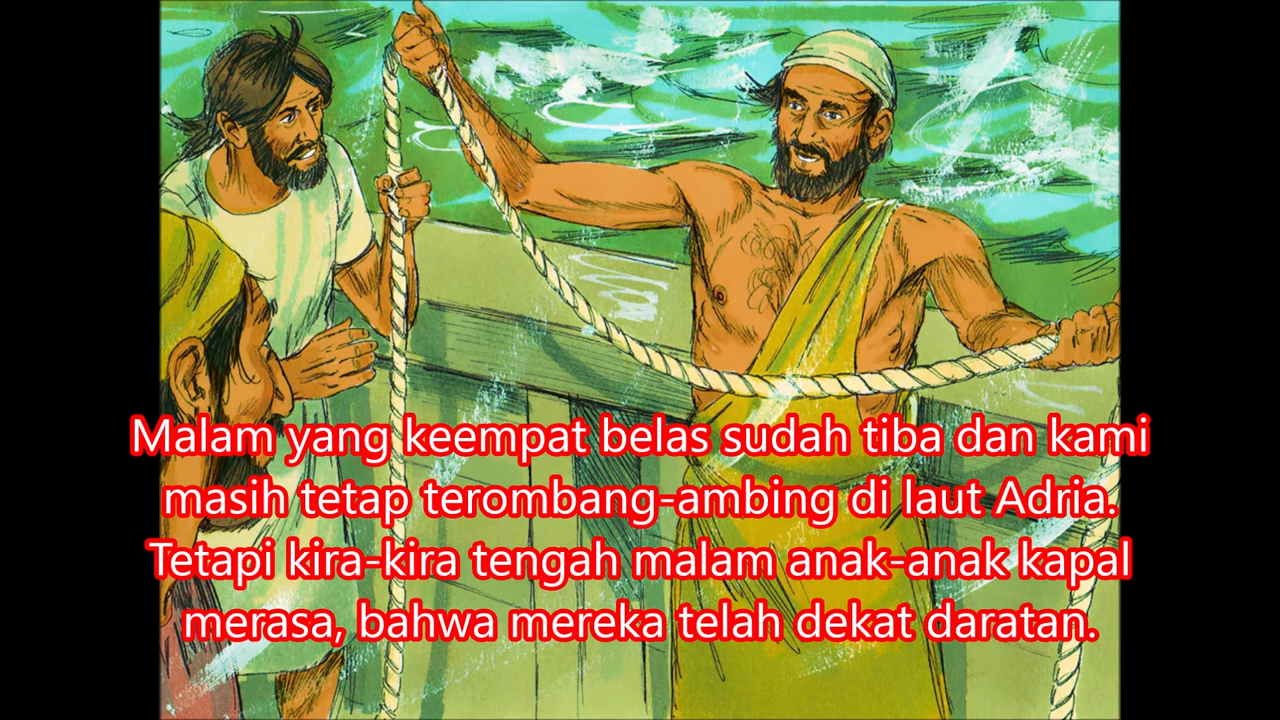 Malam yang keempat belas sudah tiba dan kami
masih tetap terombang-ambing di laut Adria.
Tetapi kira-kira tengah malam anak-anak kapal
merasa, bahwa mereka telah dekat daratan.